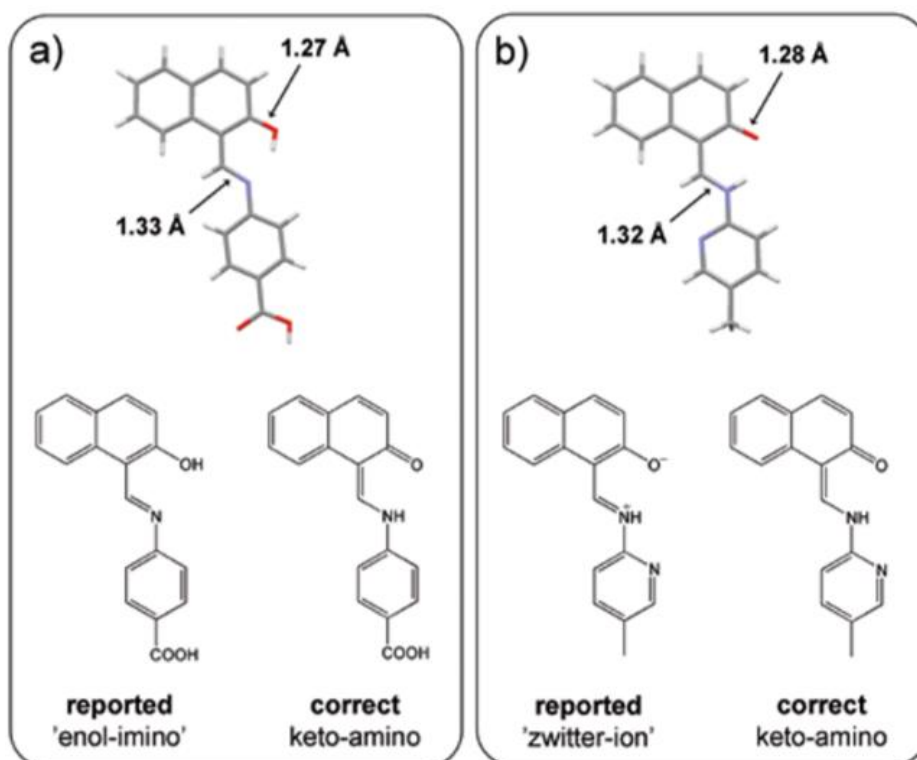 a)
1.27 Å
1.33 Å
OH
N
COOH
reported
'enol-imino'
O
NH
COOH
correct
keto-amino
b)
1.28 Å
1.32 Å
O⁻
NH⁺
N
reported
'zwitter-ion'
O
NH
N
correct
keto-amino